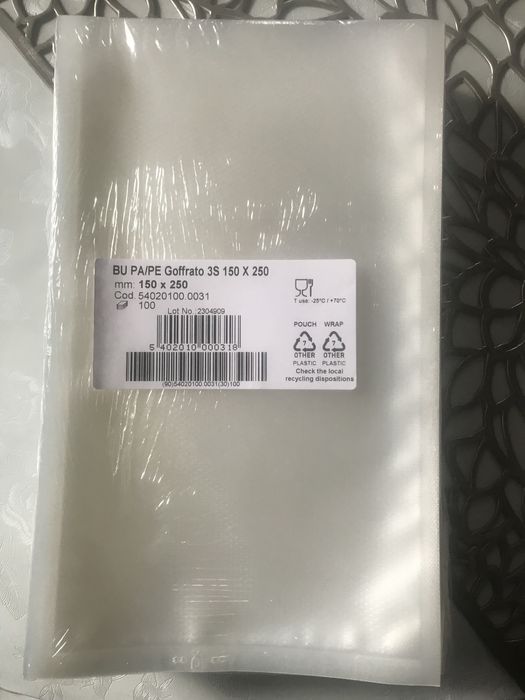 BU PA/PE Goffrato 3S 150 X 250
mm: 150 x 250
Cod. 54020100.0031
100
Lot No. 2304909
5 402010 000318
(90)54020100.0031(30)100
T use: -25°C / +70°C
POUCH WRAP
7 7
OTHER OTHER
PLASTIC PLASTIC
Check the local
recycling dispositions